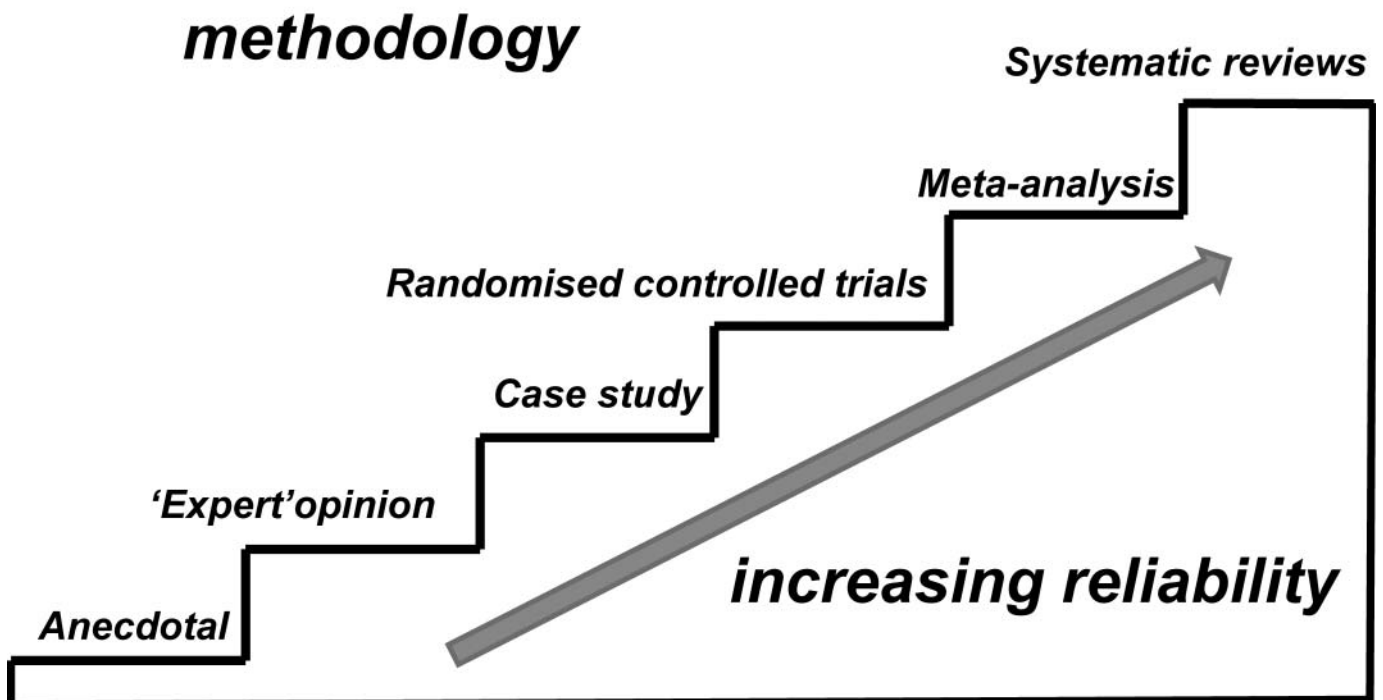 methodology
Systematic reviews
Meta-analysis
Randomised controlled trials
Case study
‘Expert’opinion
increasing reliability
Anecdotal